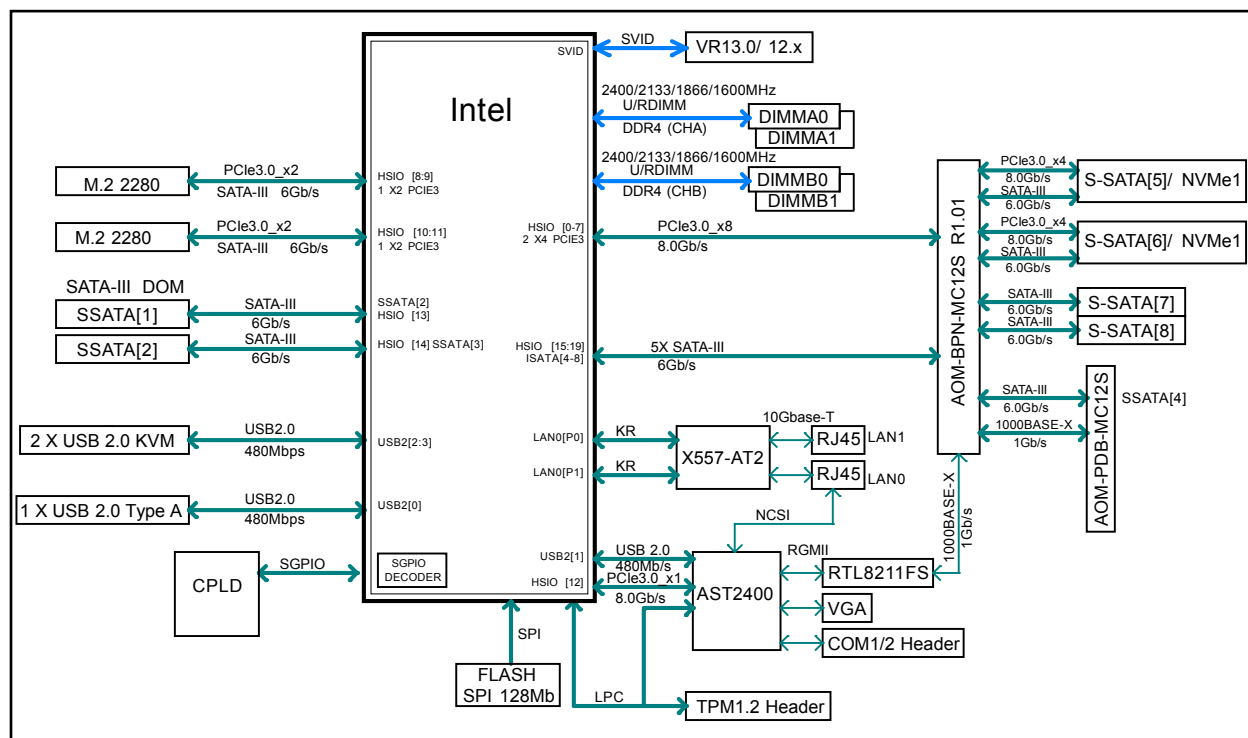 SVID
SVID
VR13.0/ 12.x
Intel
2400/2133/1866/1600MHz
U/RDIMM
DDR4 (CHA)
DIMMA0
DIMMA1
2400/2133/1866/1600MHz
U/RDIMM
DDR4 (CHB)
DIMMB0
DIMMB1
M.2 2280
PCIe3.0_x2
SATA-III 6Gb/s
HSIO [8:9]
1 X2 PCIE3
M.2 2280
PCIe3.0_x2
SATA-III 6Gb/s
HSIO [10:11]
1 X2 PCIE3
HSIO [0-7]
2 X4 PCIE3
PCIe3.0_x8
8.0Gb/s
SATA-III DOM
SSATA[1]
SATA-III
6Gb/s
SSATA[2]
HSIO [13]
SSATA[2]
SATA-III
6Gb/s
HSIO [14] SSATA[3]
HSIO [15:19]
ISATA[4-8]
5X SATA-III
6Gb/s
AOM-BPN-MC12S R1.01
PCIe3.0_x4
8.0Gb/s
SATA-III
6.0Gb/s
S-SATA[5]/ NVMe1
PCIe3.0_x4
8.0Gb/s
SATA-III
6.0Gb/s
S-SATA[6]/ NVMe1
SATA-III
6.0Gb/s
S-SATA[7]
SATA-III
6.0Gb/s
S-SATA[8]
SATA-III
6.0Gb/s
SSATA[4]
1000BASE-X
1Gb/s
AOM-PDB-MC12S
2 X USB 2.0 KVM
USB2.0
480Mbps
USB2[2:3]
LAN0[P0]
KR
LAN0[P1]
KR
X557-AT2
10Gbase-T
RJ45
LAN1
RJ45
LAN0
1 X USB 2.0 Type A
USB2.0
480Mbps
USB2[0]
NCSI
1000BASE-X
1Gb/s
CPLD
SGPIO
SGPIO
DECODER
USB2[1]
USB 2.0
480Mb/s
HSIO [12]
PCIe3.0_x1
8.0Gb/s
AST2400
RGMII
RTL8211FS
VGA
COM1/2 Header
SPI
FLASH
SPI 128Mb
LPC
TPM1.2 Header